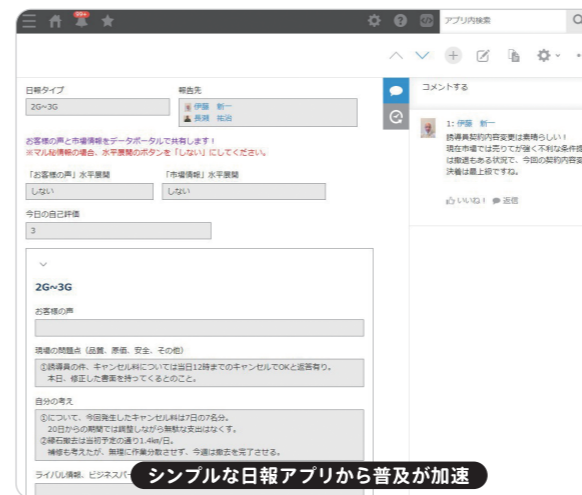 99+
アプリ内検索
日報タイプ
報告先
2G~3G
伊藤 新一
長瀬 祐治
お客様の声と市場情報をデータポータルで共有します！
※マル秘情報の場合、水平展開のボタンを「しない」にしてください。
「お客様の声」水平展開
「市場情報」水平展開
しない
しない
今日の自己評価
3
2G~3G
お客様の声
現場の問題点（品質、原価、安全、その他）
①誘導員の件、キャンセル料については当日12時までのキャンセルでOKと返答有り。
本日、修正した書面を持ってくるとのこと。
自分の考え
①について、今回発生したキャンセル料は7日の7名分。
20日からの期間では調整しながら無駄な支出はなくす。
②縁石撤去は当初予定の通り1.4㎞/日。
補修も考えたが、無理に作業分散させず、今週は撤去を完了させる。
ライバル情報、ビジネスパー
シンプルな日報アプリから普及が加速
コメントする
1: 伊藤 新一
誘導員契約内容変更は素晴らしい！
現在市場では売りてが強く不利な条件提
は撤退もある状況で、今回の契約内容変
決着は最上級ですね。
いいね！ 返信